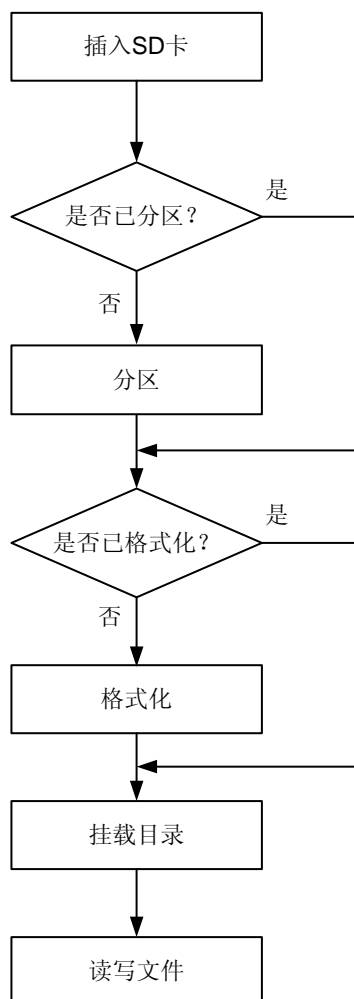 插入SD卡
是否已分区？
是
否
分区
是否已格式化？
是
否
格式化
挂载目录
读写文件